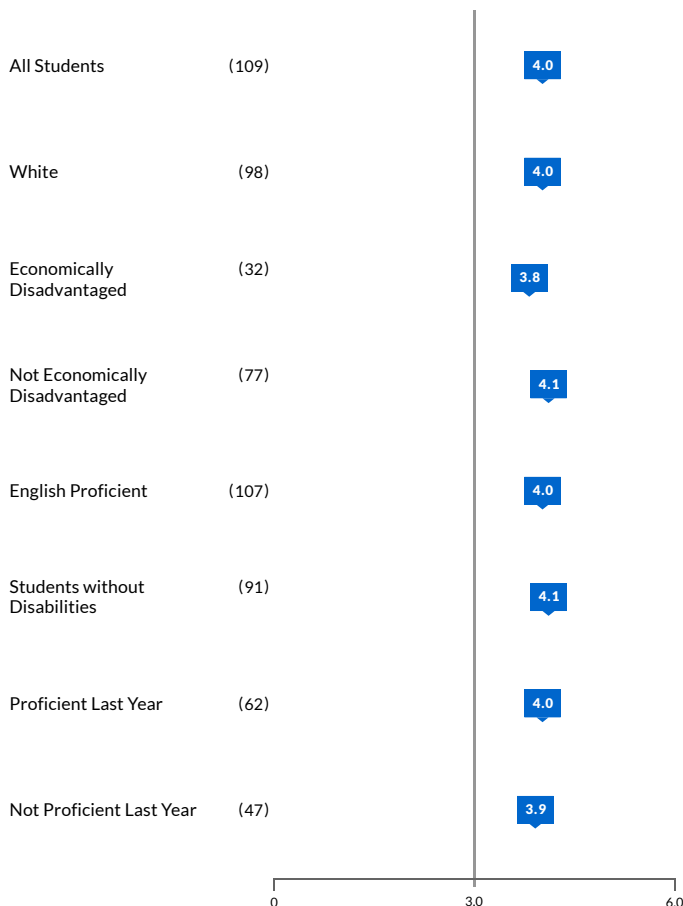 All Students (109) 4.0
White (98) 4.0
Economically (32)
Disadvantaged
3.8
Not Economically (77)
Disadvantaged
4.1
English Proficient (107) 4.0
Students without (91)
Disabilities
4.1
Proficient Last Year (62) 4.0
Not Proficient Last Year (47) 3.9
0 3.0 6.0